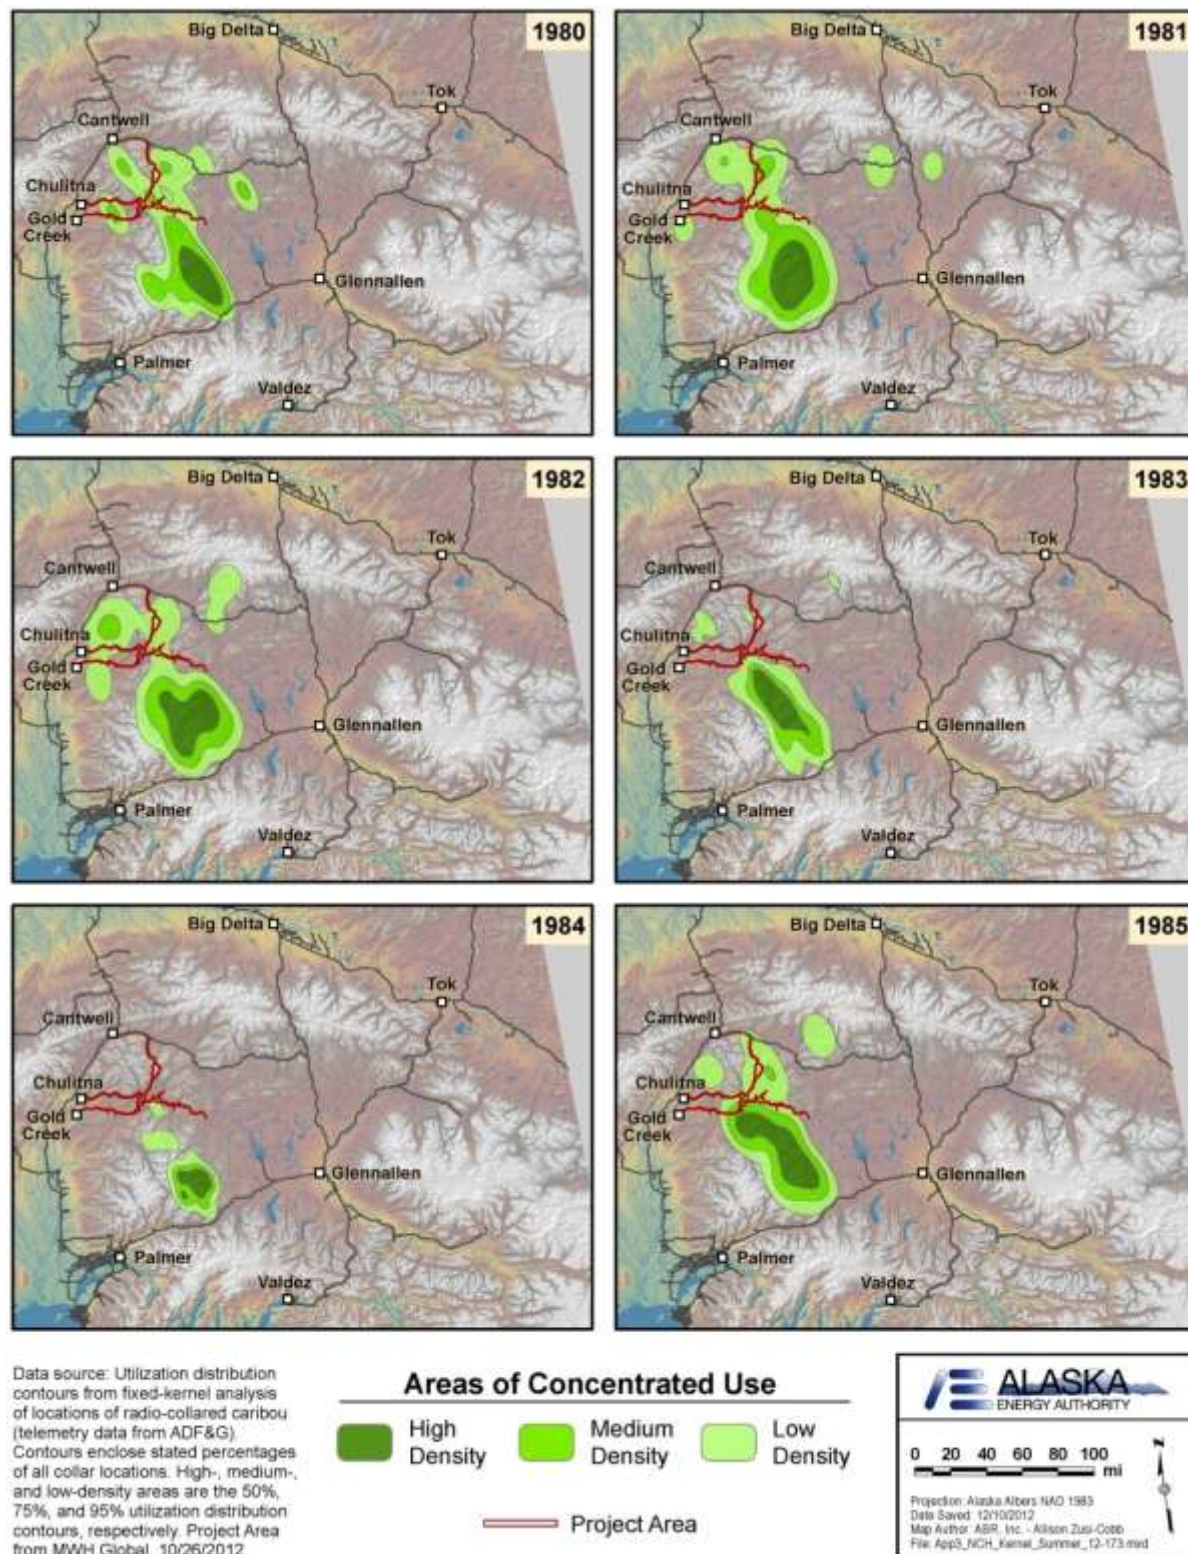 1980
Big Delta
Tok
Cantwell
Chulitna
Gold
Creek
Glennallen
Palmer
Valdez
1981
Big Delta
Tok
Cantwell
Chulitna
Gold
Creek
Glennallen
Palmer
Valdez
1982
Big Delta
Tok
Cantwell
Chulitna
Gold
Creek
Glennallen
Palmer
Valdez
1983
Big Delta
Tok
Cantwell
Chulitna
Gold
Creek
Glennallen
Palmer
Valdez
1984
Big Delta
Tok
Cantwell
Chulitna
Gold
Creek
Glennallen
Palmer
Valdez
1985
Big Delta
Tok
Cantwell
Chulitna
Gold
Creek
Glennallen
Palmer
Valdez
Data source: Utilization distribution
contours from fixed-kernel analysis
of locations of radio-collared caribou
(telemetry data from ADF&G).
Contours enclose stated percentages
of all collar locations. High-, medium-,
and low-density areas are the 50%,
75%, and 95% utilization distribution
contours, respectively. Project Area
from MWH Global, 10/26/2012
Areas of Concentrated Use
High
Density
Medium
Density
Low
Density
Project Area
ALASKA
ENERGY AUTHORITY
0 20 40 60 80 100
mi
N
Projection: Alaska Albers NAD 1983
Date Saved: 12/10/2012
Map Author: ABR, Inc. - Allison Zusi-Cobb
File: App3_NCH_Kernel_Summer_12-173.mxd